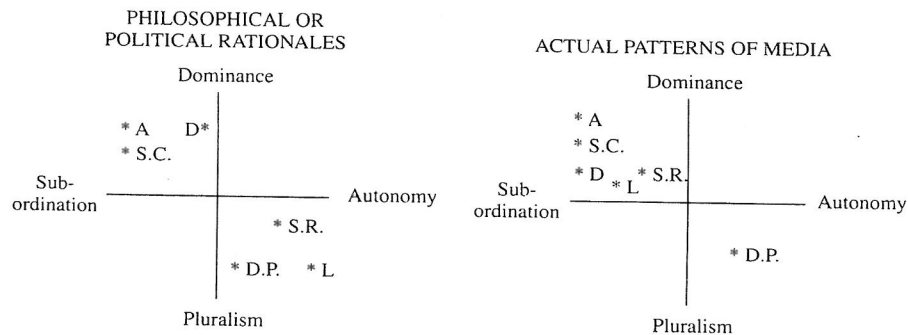 PHILOSOPHICAL OR
POLITICAL RATIONALES
Dominance
* A D*
* S.C.
Sub-
ordination
Autonomy
* S.R.
* D.P. * L
Pluralism
ACTUAL PATTERNS OF MEDIA
Dominance
* A
* S.C.
* D * L * S.R.
Sub-
ordination
Autonomy
* D.P.
Pluralism